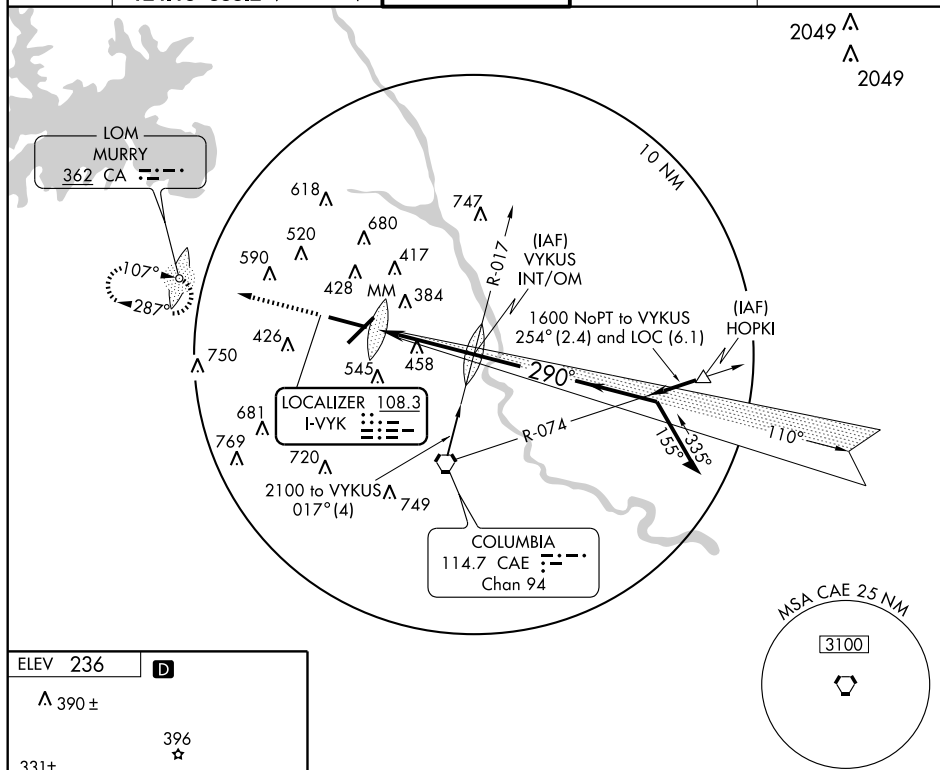 2049
2049
LOM
MURRY
362 CA
10 NM
618
747
680
520
417
590
428
MM
384
107°
287°
R-017
(IAF)
VYKUS
INT/OM
1600 NoPT to VYKUS
254° (2.4) and LOC (6.1)
(IAF)
HOPKI
426
750
545
458
290°
LOCALIZER 108.3
I-VYK
R-074
110°
335°
155°
681
769
720
2100 to VYKUS
017° (4)
749
COLUMBIA
114.7 CAE
Chan 94
MSA CAE 25 NM
3100
ELEV 236
D
390 ±
396
331±